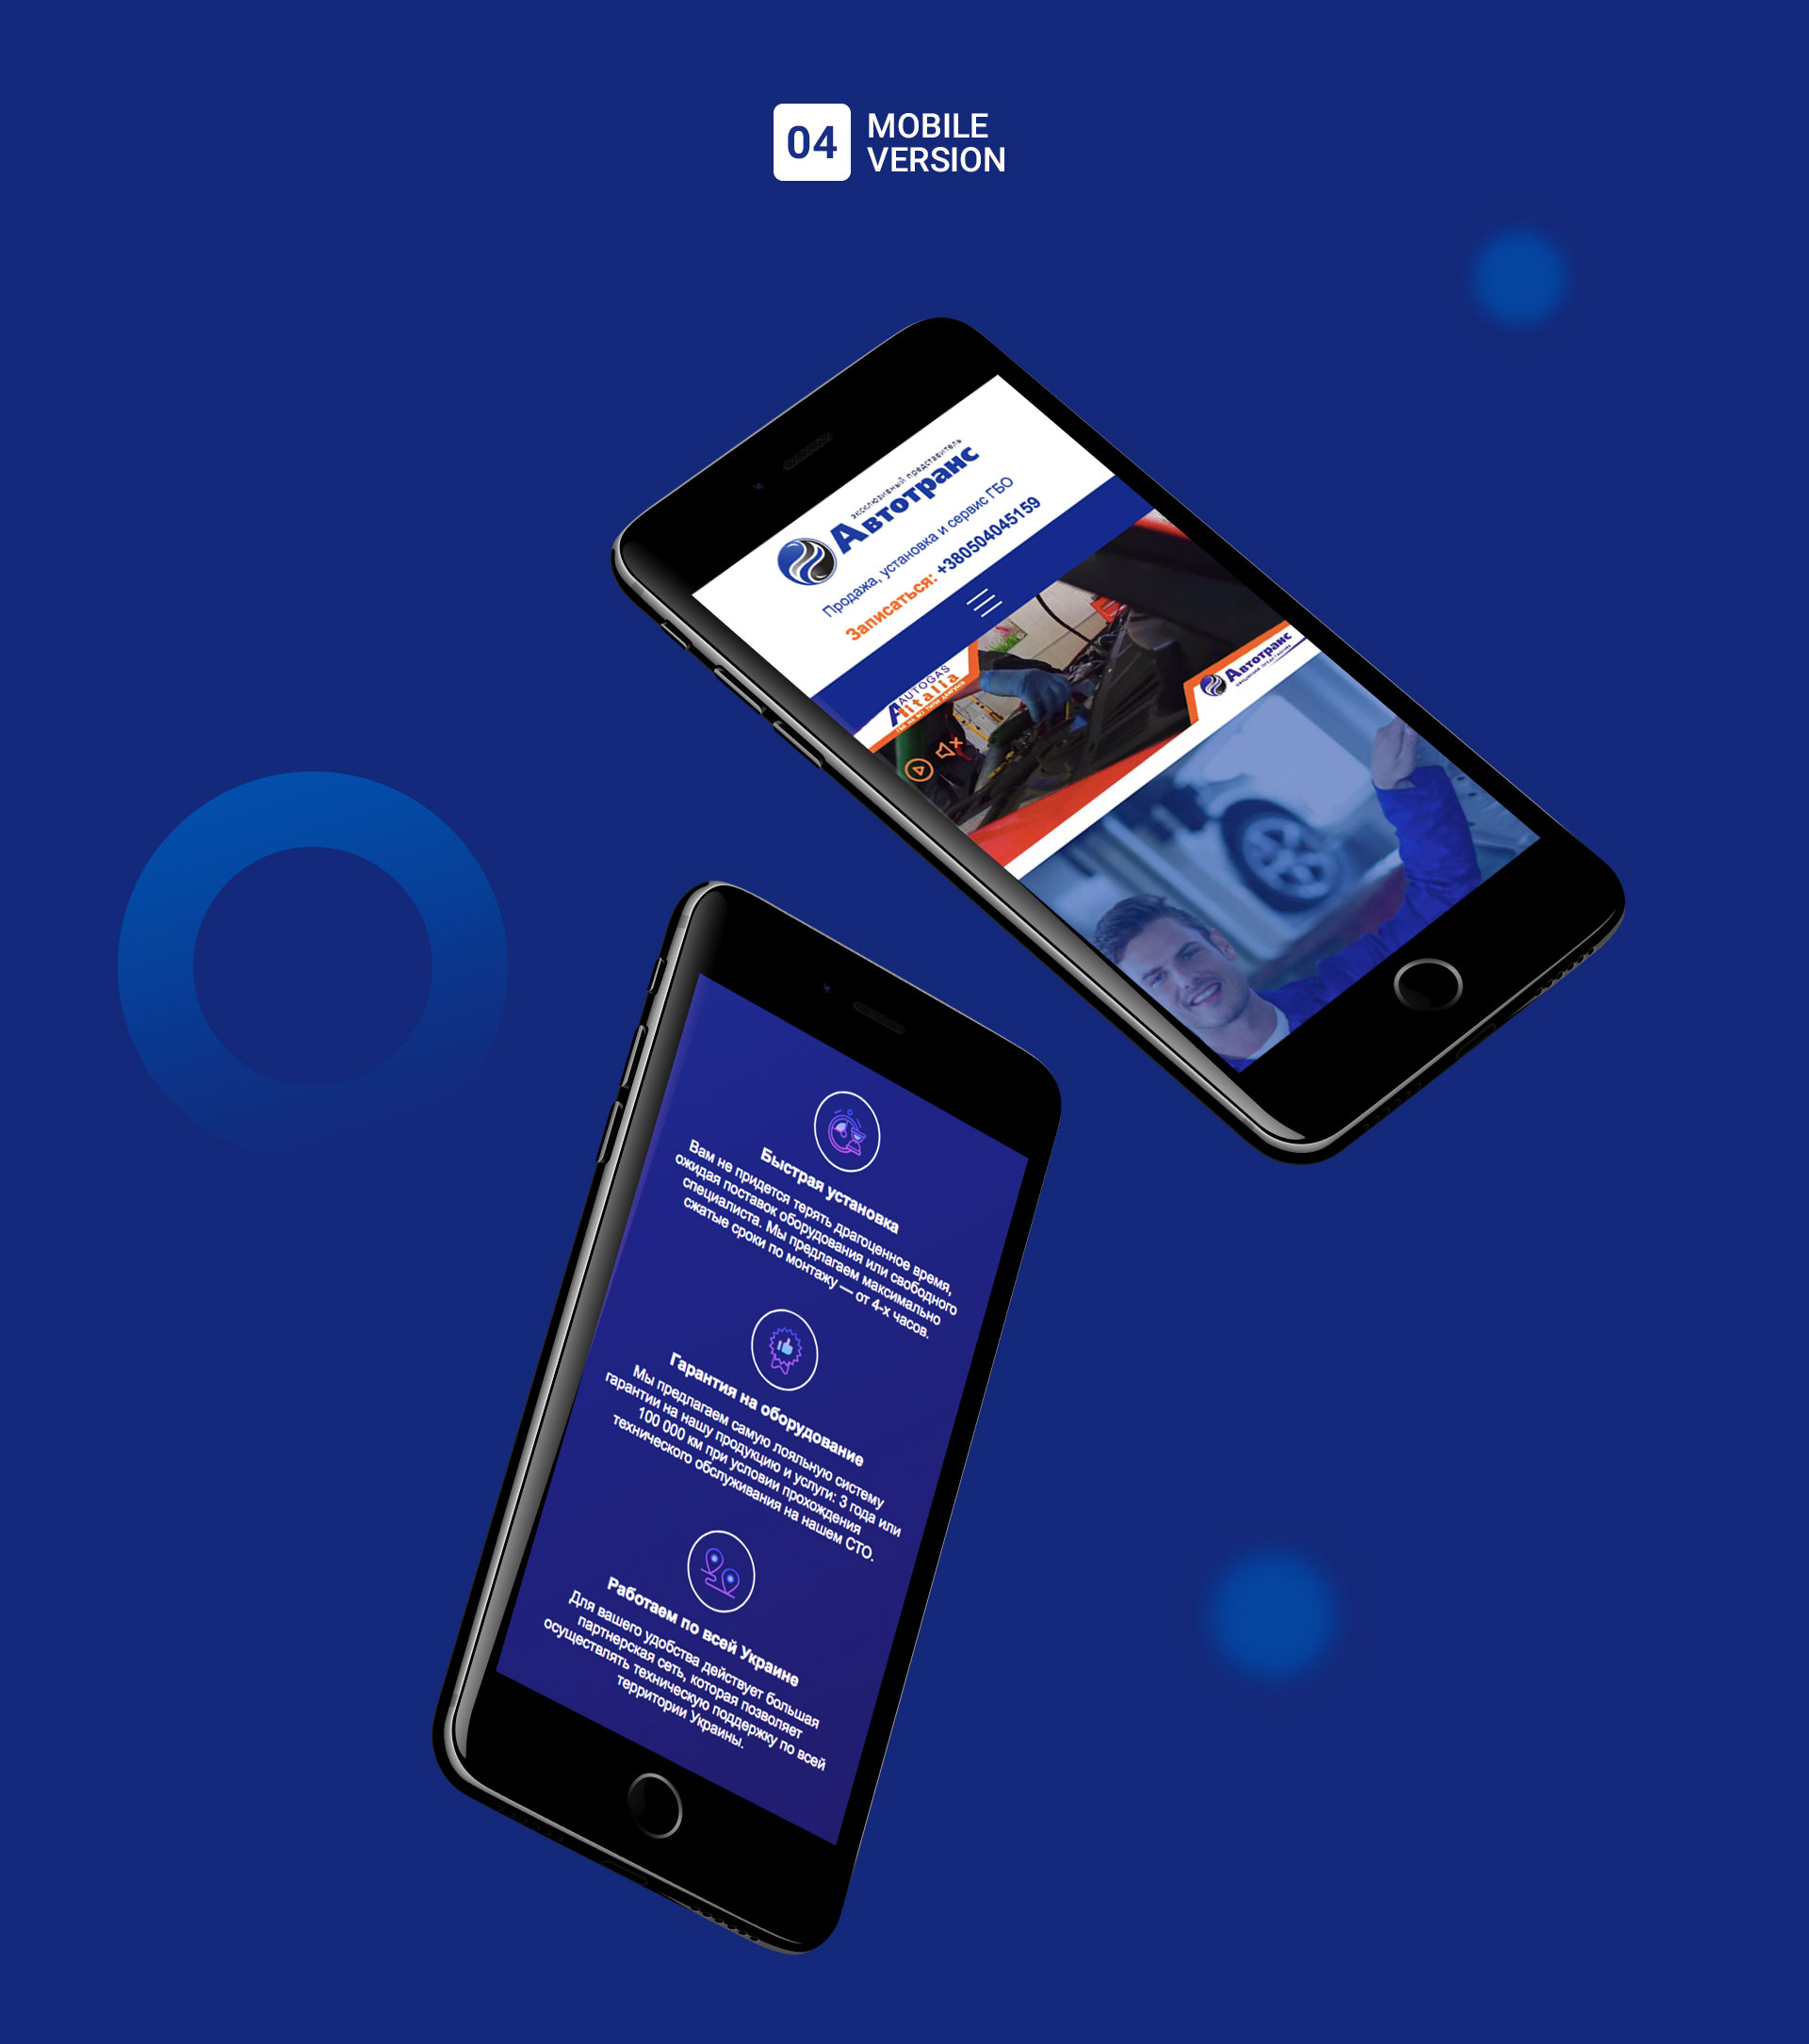 04
MOBILE
VERSION
эксклюзивный представитель
Автотранс
Продажа, установка и сервис ГБО
Записаться: +380504045159
AUTOGAS
Italia
Автотранс
Быстрая установка
Вам не придется терять драгоценное время,
ожидая поставок оборудования или свободного
специалиста. Мы предлагаем максимально
сжатые сроки по монтажу — от 4-х часов.
Гарантия на оборудование
Мы предлагаем самую лояльную систему
гарантии на нашу продукцию и услуги: 3 года или
100 000 км при условии прохождения
технического обслуживания на нашем СТО.
Работаем по всей Украине
Для вашего удобства действует большая
партнерская сеть, которая позволяет
осуществлять техническую поддержку по всей
территории Украины.